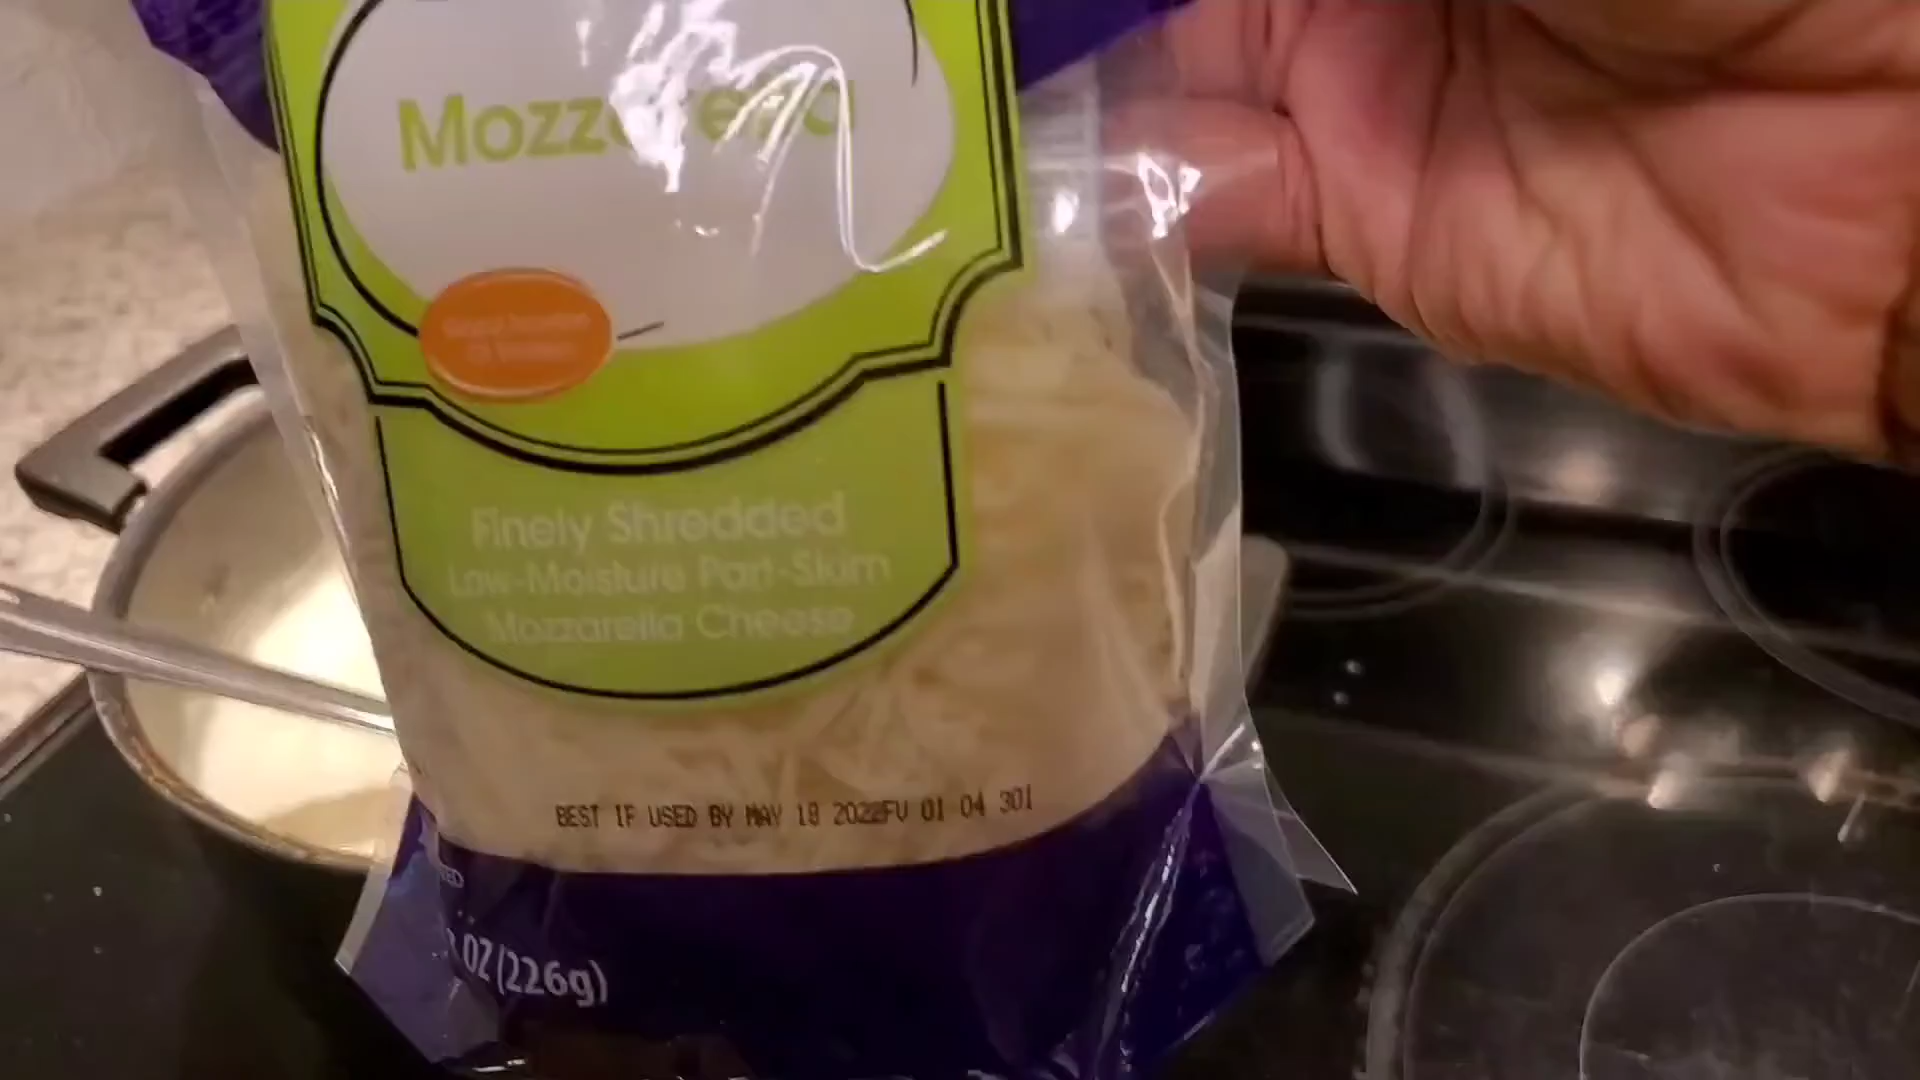 Mozzarella
Finely Shredded
Low-Moisture Part-Skim
Mozzarella Cheese
BEST IF USED BY MAY 18 2022FV 01 04 301
OZ (226g)